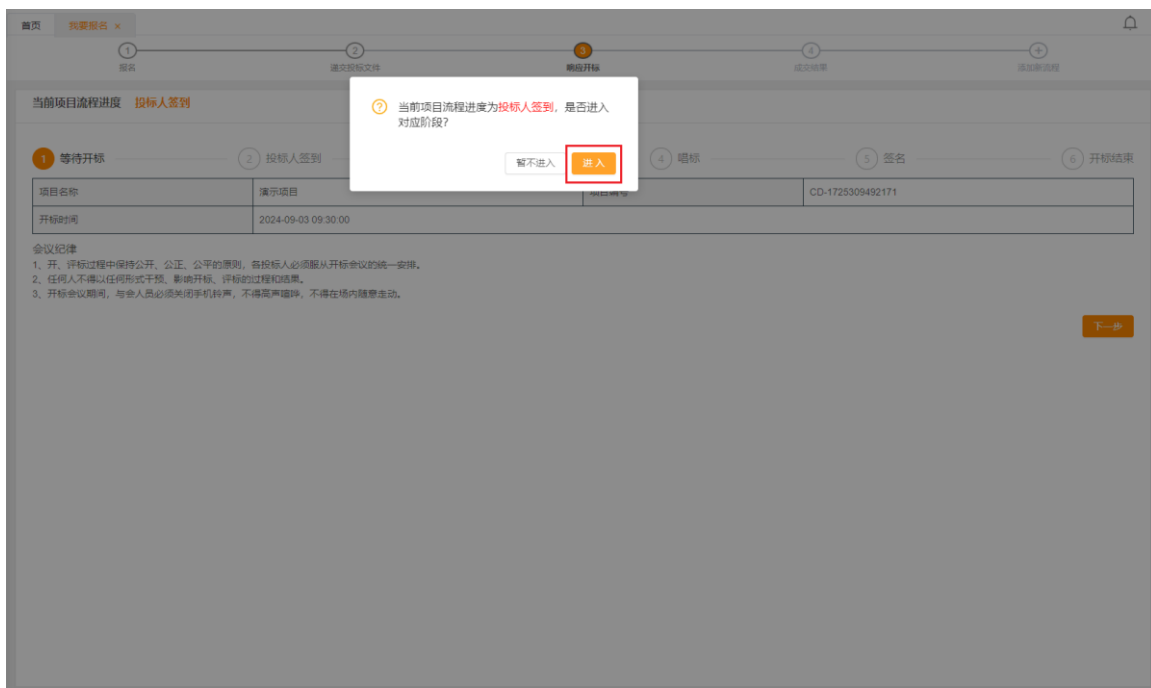 首页 我要报名 ×
1 2 3 4
报名 递交投标文件 响应开标 成交结果 添加新流程
当前项目流程进度 投标人签到
当前项目流程进度为投标人签到，是否进入
对应阶段？
暂不进入 进 入
1 等待开标 2 投标人签到 4 唱标 5 签名 6 开标结束
项目名称 演示项目 项目编号 CD-1725309492171
开标时间 2024-09-03 09:30:00
会议纪律
1、开、评标过程中保持公开、公正、公平的原则，各投标人必须服从开标会议的统一安排。
2、任何人不得以任何形式干预、影响开标、评标的过程和结果。
3、开标会议期间，与会人员必须关闭手机铃声，不得高声喧哗，不得在场内随意走动。
下一步